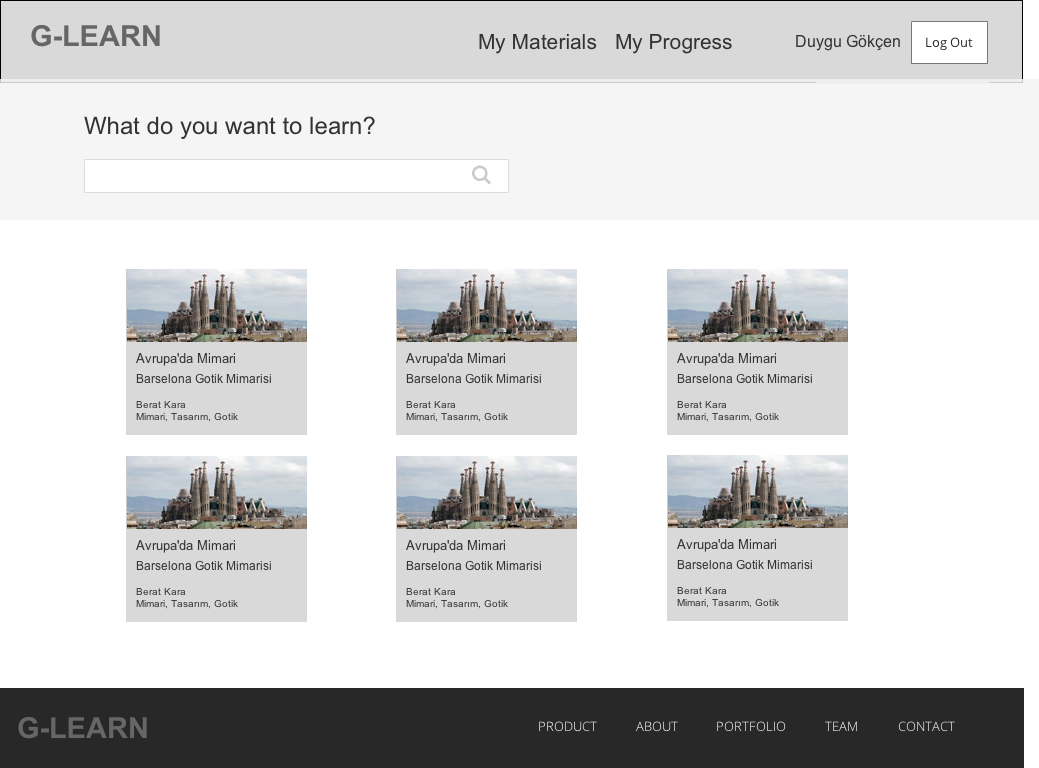 G-LEARN
My Materials My Progress Duygu Gökçen Log Out
What do you want to learn?
Avrupa'da Mimari
Barselona Gotik Mimarisi
Berat Kara
Mimari, Tasarım, Gotik
Avrupa'da Mimari
Barselona Gotik Mimarisi
Berat Kara
Mimari, Tasarım, Gotik
Avrupa'da Mimari
Barselona Gotik Mimarisi
Berat Kara
Mimari, Tasarım, Gotik
Avrupa'da Mimari
Barselona Gotik Mimarisi
Berat Kara
Mimari, Tasarım, Gotik
Avrupa'da Mimari
Barselona Gotik Mimarisi
Berat Kara
Mimari, Tasarım, Gotik
Avrupa'da Mimari
Barselona Gotik Mimarisi
Berat Kara
Mimari, Tasarım, Gotik
G-LEARN
PRODUCT ABOUT PORTFOLIO TEAM CONTACT